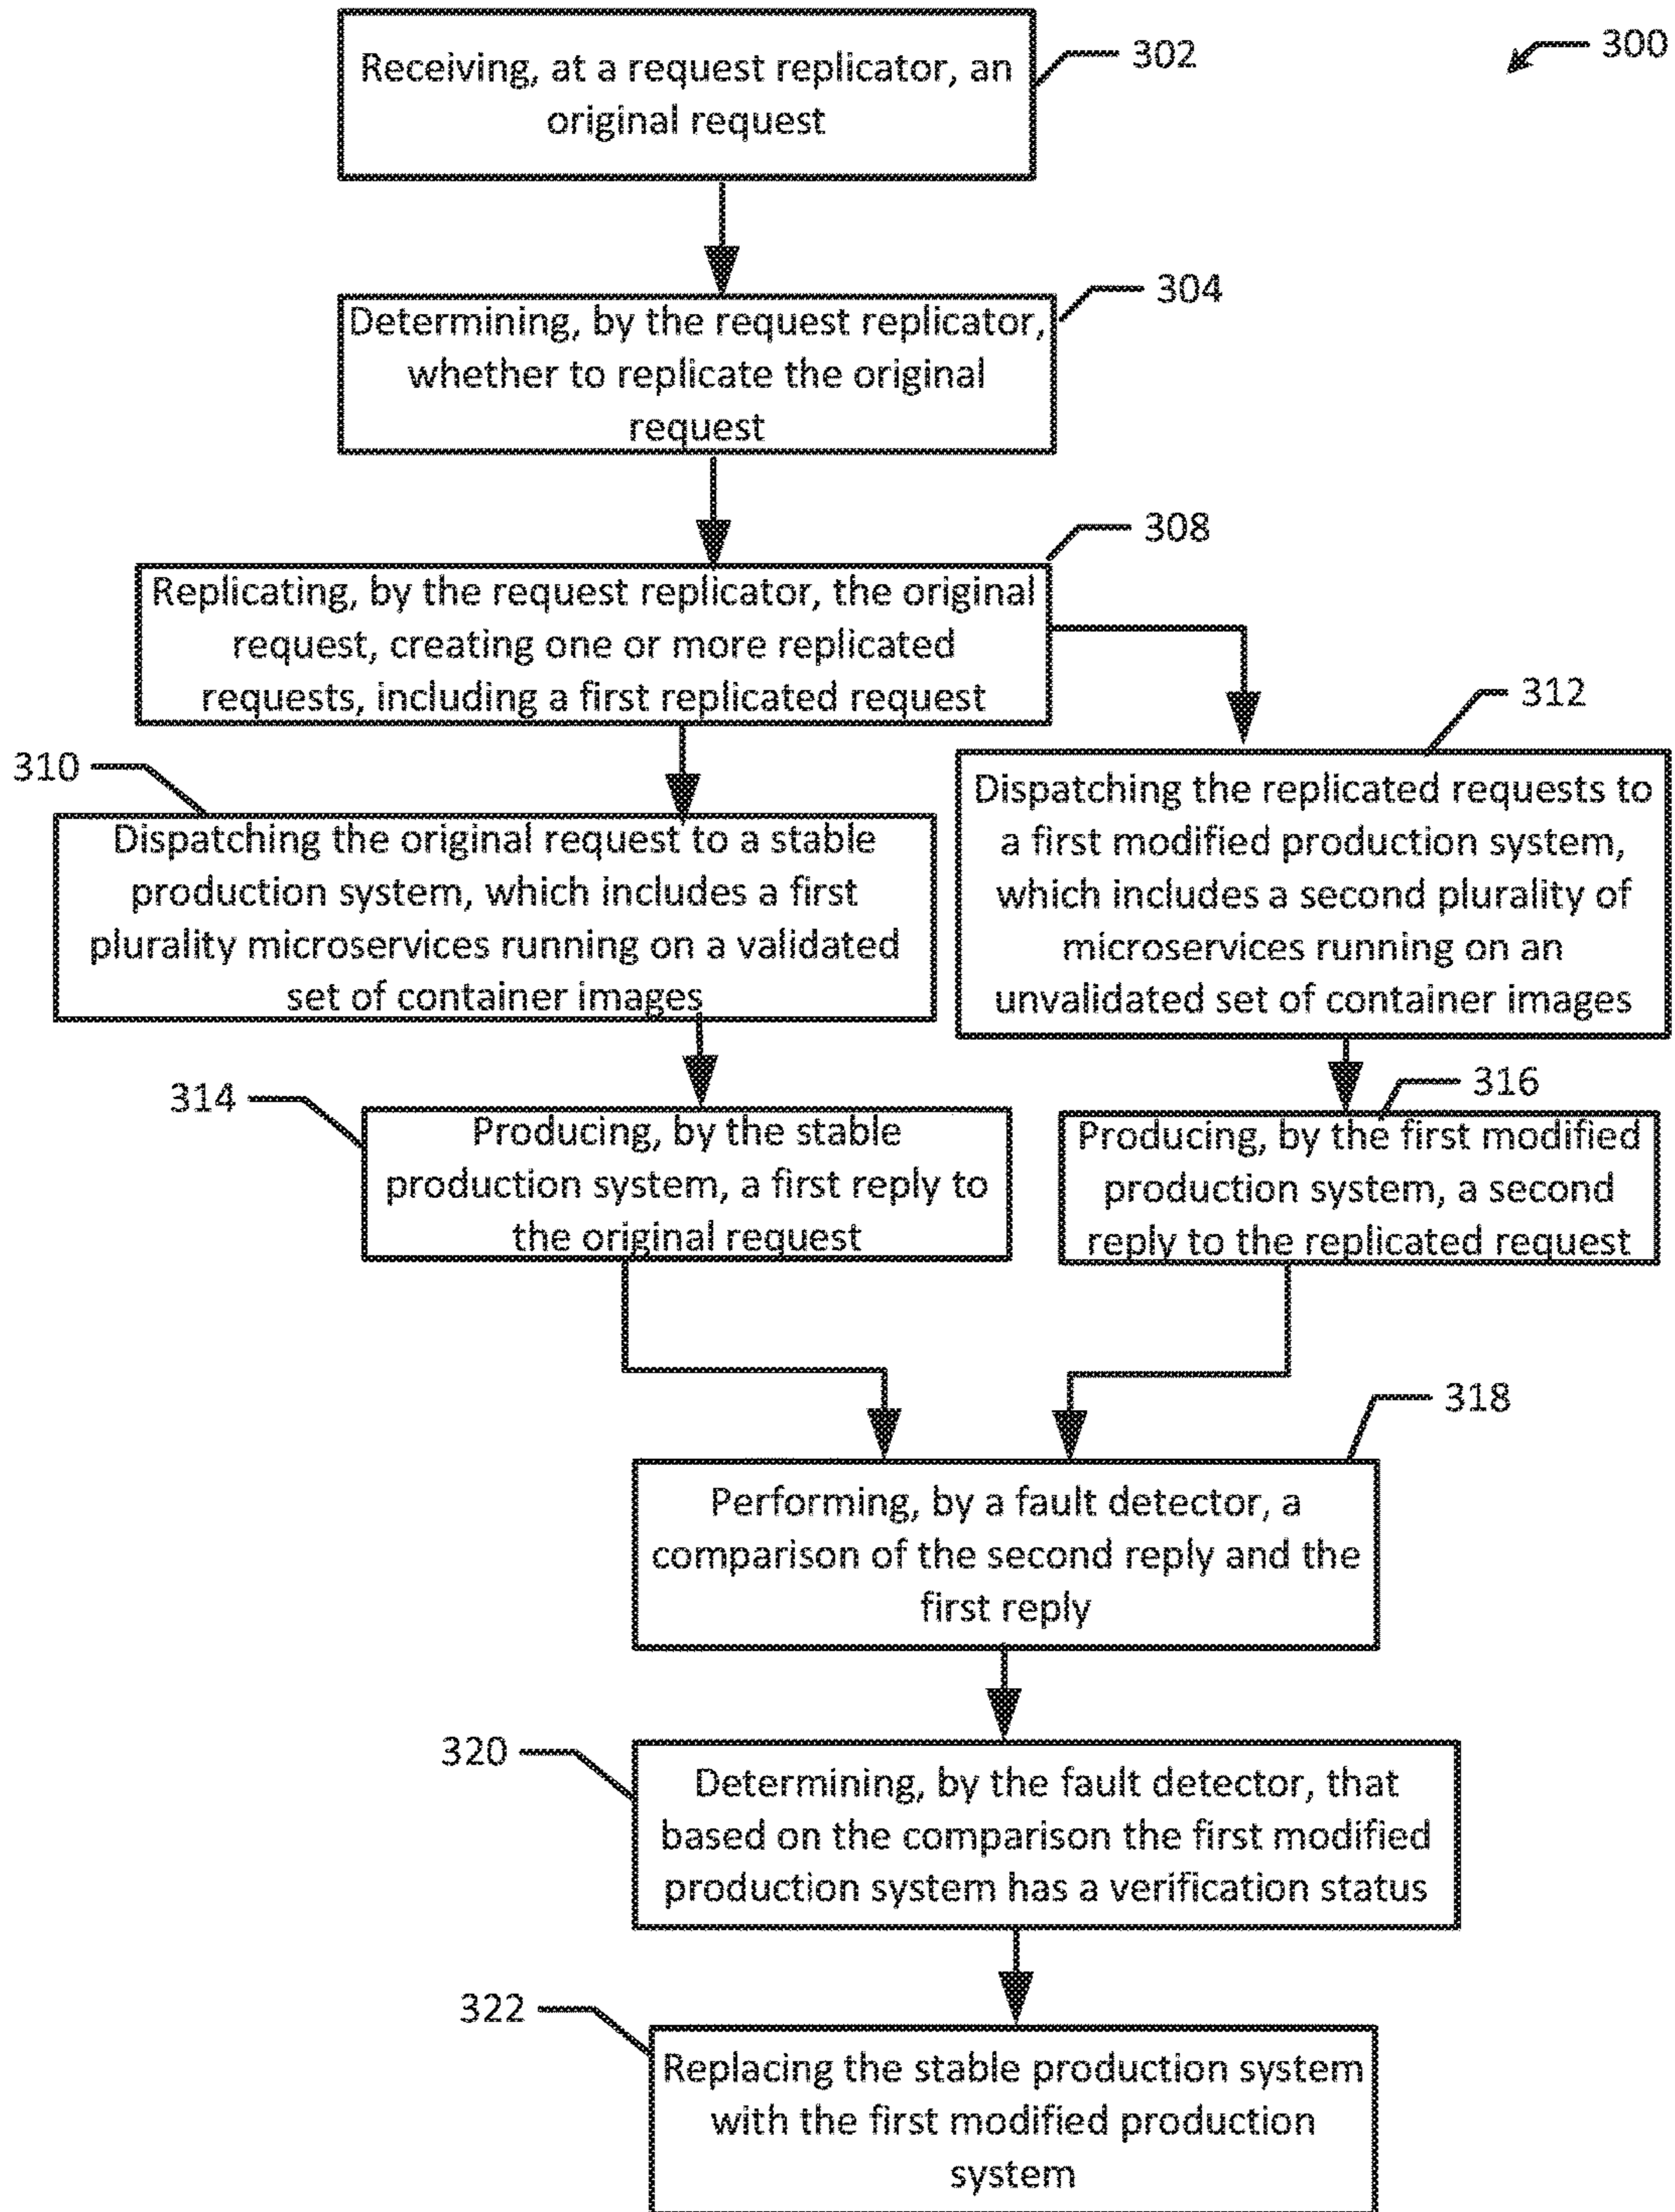 Receiving, at a request replicator, an
original request
302
300
Determining, by the request replicator,
whether to replicate the original
request
304
Replicating, by the request replicator, the original
request, creating one or more replicated
requests, including a first replicated request
308
310
Dispatching the original request to a stable
production system, which includes a first
plurality microservices running on a validated
set of container images
312
Dispatching the replicated requests to
a first modified production system,
which includes a second plurality of
microservices running on an
unvalidated set of container images
314
Producing, by the stable
production system, a first reply to
the original request
316
Producing, by the first modified
production system, a second
reply to the replicated request
318
Performing, by a fault detector, a
comparison of the second reply and the
first reply
320
Determining, by the fault detector, that
based on the comparison the first modified
production system has a verification status
322
Replacing the stable production system
with the first modified production
system